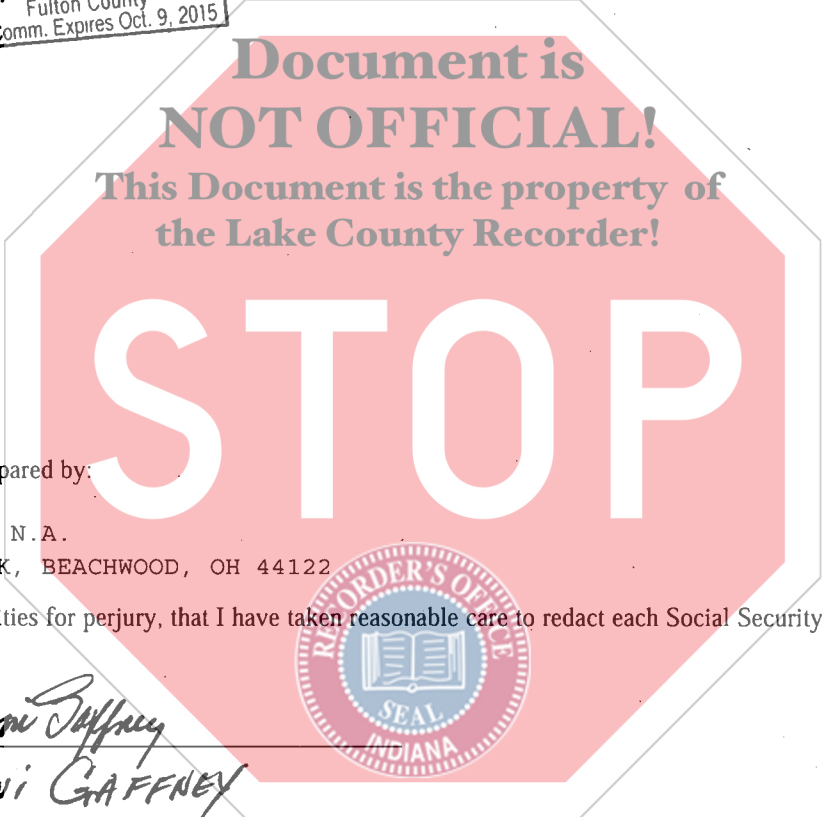 Fulton County
omm. Expires Oct. 9, 2015
Document is
NOT OFFICIAL!
This Document is the property of
the Lake County Recorder!
STOP
pared by:
N.A.
K, BEACHWOOD, OH 44122
ties for perjury, that I have taken reasonable care to redact each Social Security
RECORDER'S OFFICE
SEAL
INDIANA
Gaffney
GAFFNEY